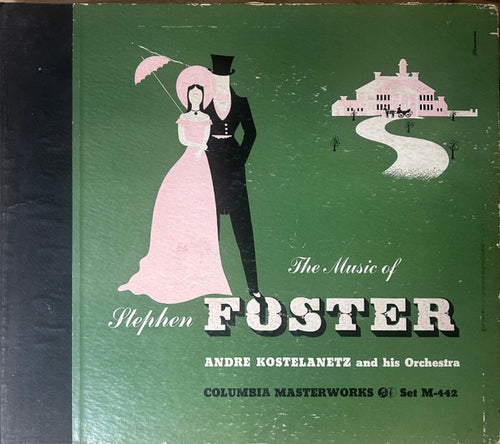 The Music of
Stephen FOSTER
ANDRE KOSTELANETZ and his Orchestra
COLUMBIA MASTERWORKS Set M-442